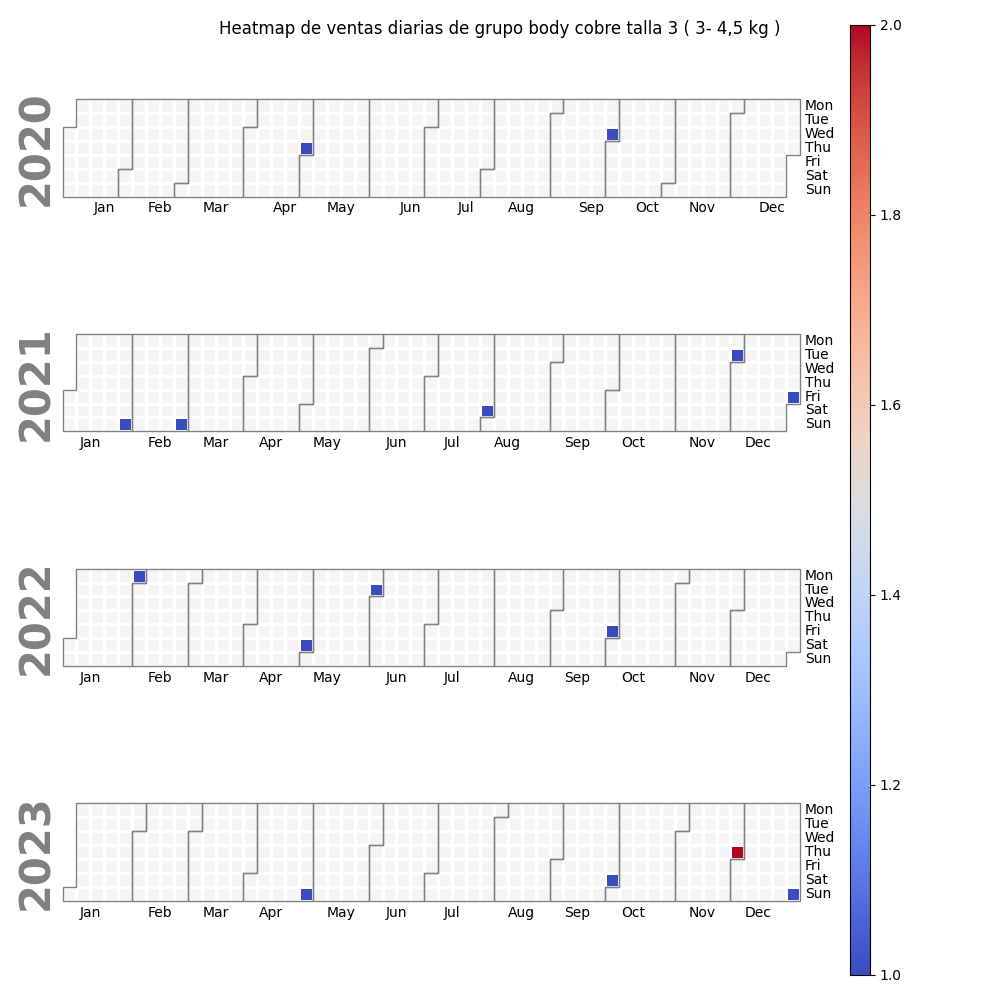 Heatmap de ventas diarias de grupo body cobre talla 3 ( 3- 4,5 kg )
2020
Mon
Tue
Wed
Thu
Fri
Sat
Sun
Jan Feb Mar Apr May Jun Jul Aug Sep Oct Nov Dec
2021
Mon
Tue
Wed
Thu
Fri
Sat
Sun
Jan Feb Mar Apr May Jun Jul Aug Sep Oct Nov Dec
2022
Mon
Tue
Wed
Thu
Fri
Sat
Sun
Jan Feb Mar Apr May Jun Jul Aug Sep Oct Nov Dec
2023
Mon
Tue
Wed
Thu
Fri
Sat
Sun
Jan Feb Mar Apr May Jun Jul Aug Sep Oct Nov Dec
2.0
1.8
1.6
1.4
1.2
1.0